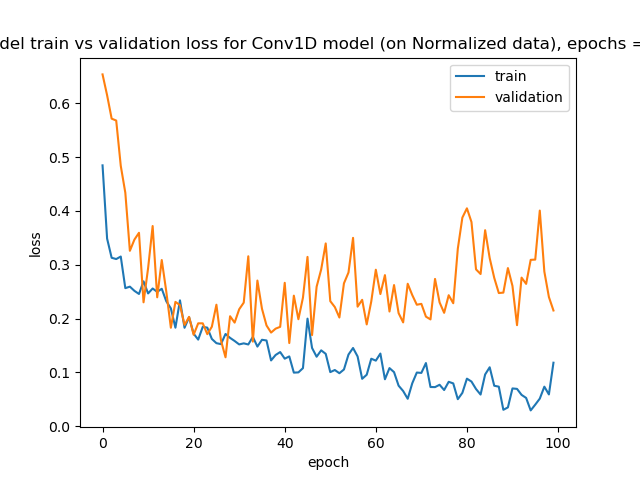 del train vs validation loss for Conv1D model (on Normalized data), epochs =
train
validation
loss
0.6
0.5
0.4
0.3
0.2
0.1
0.0
0
20
40
60
80
100
epoch